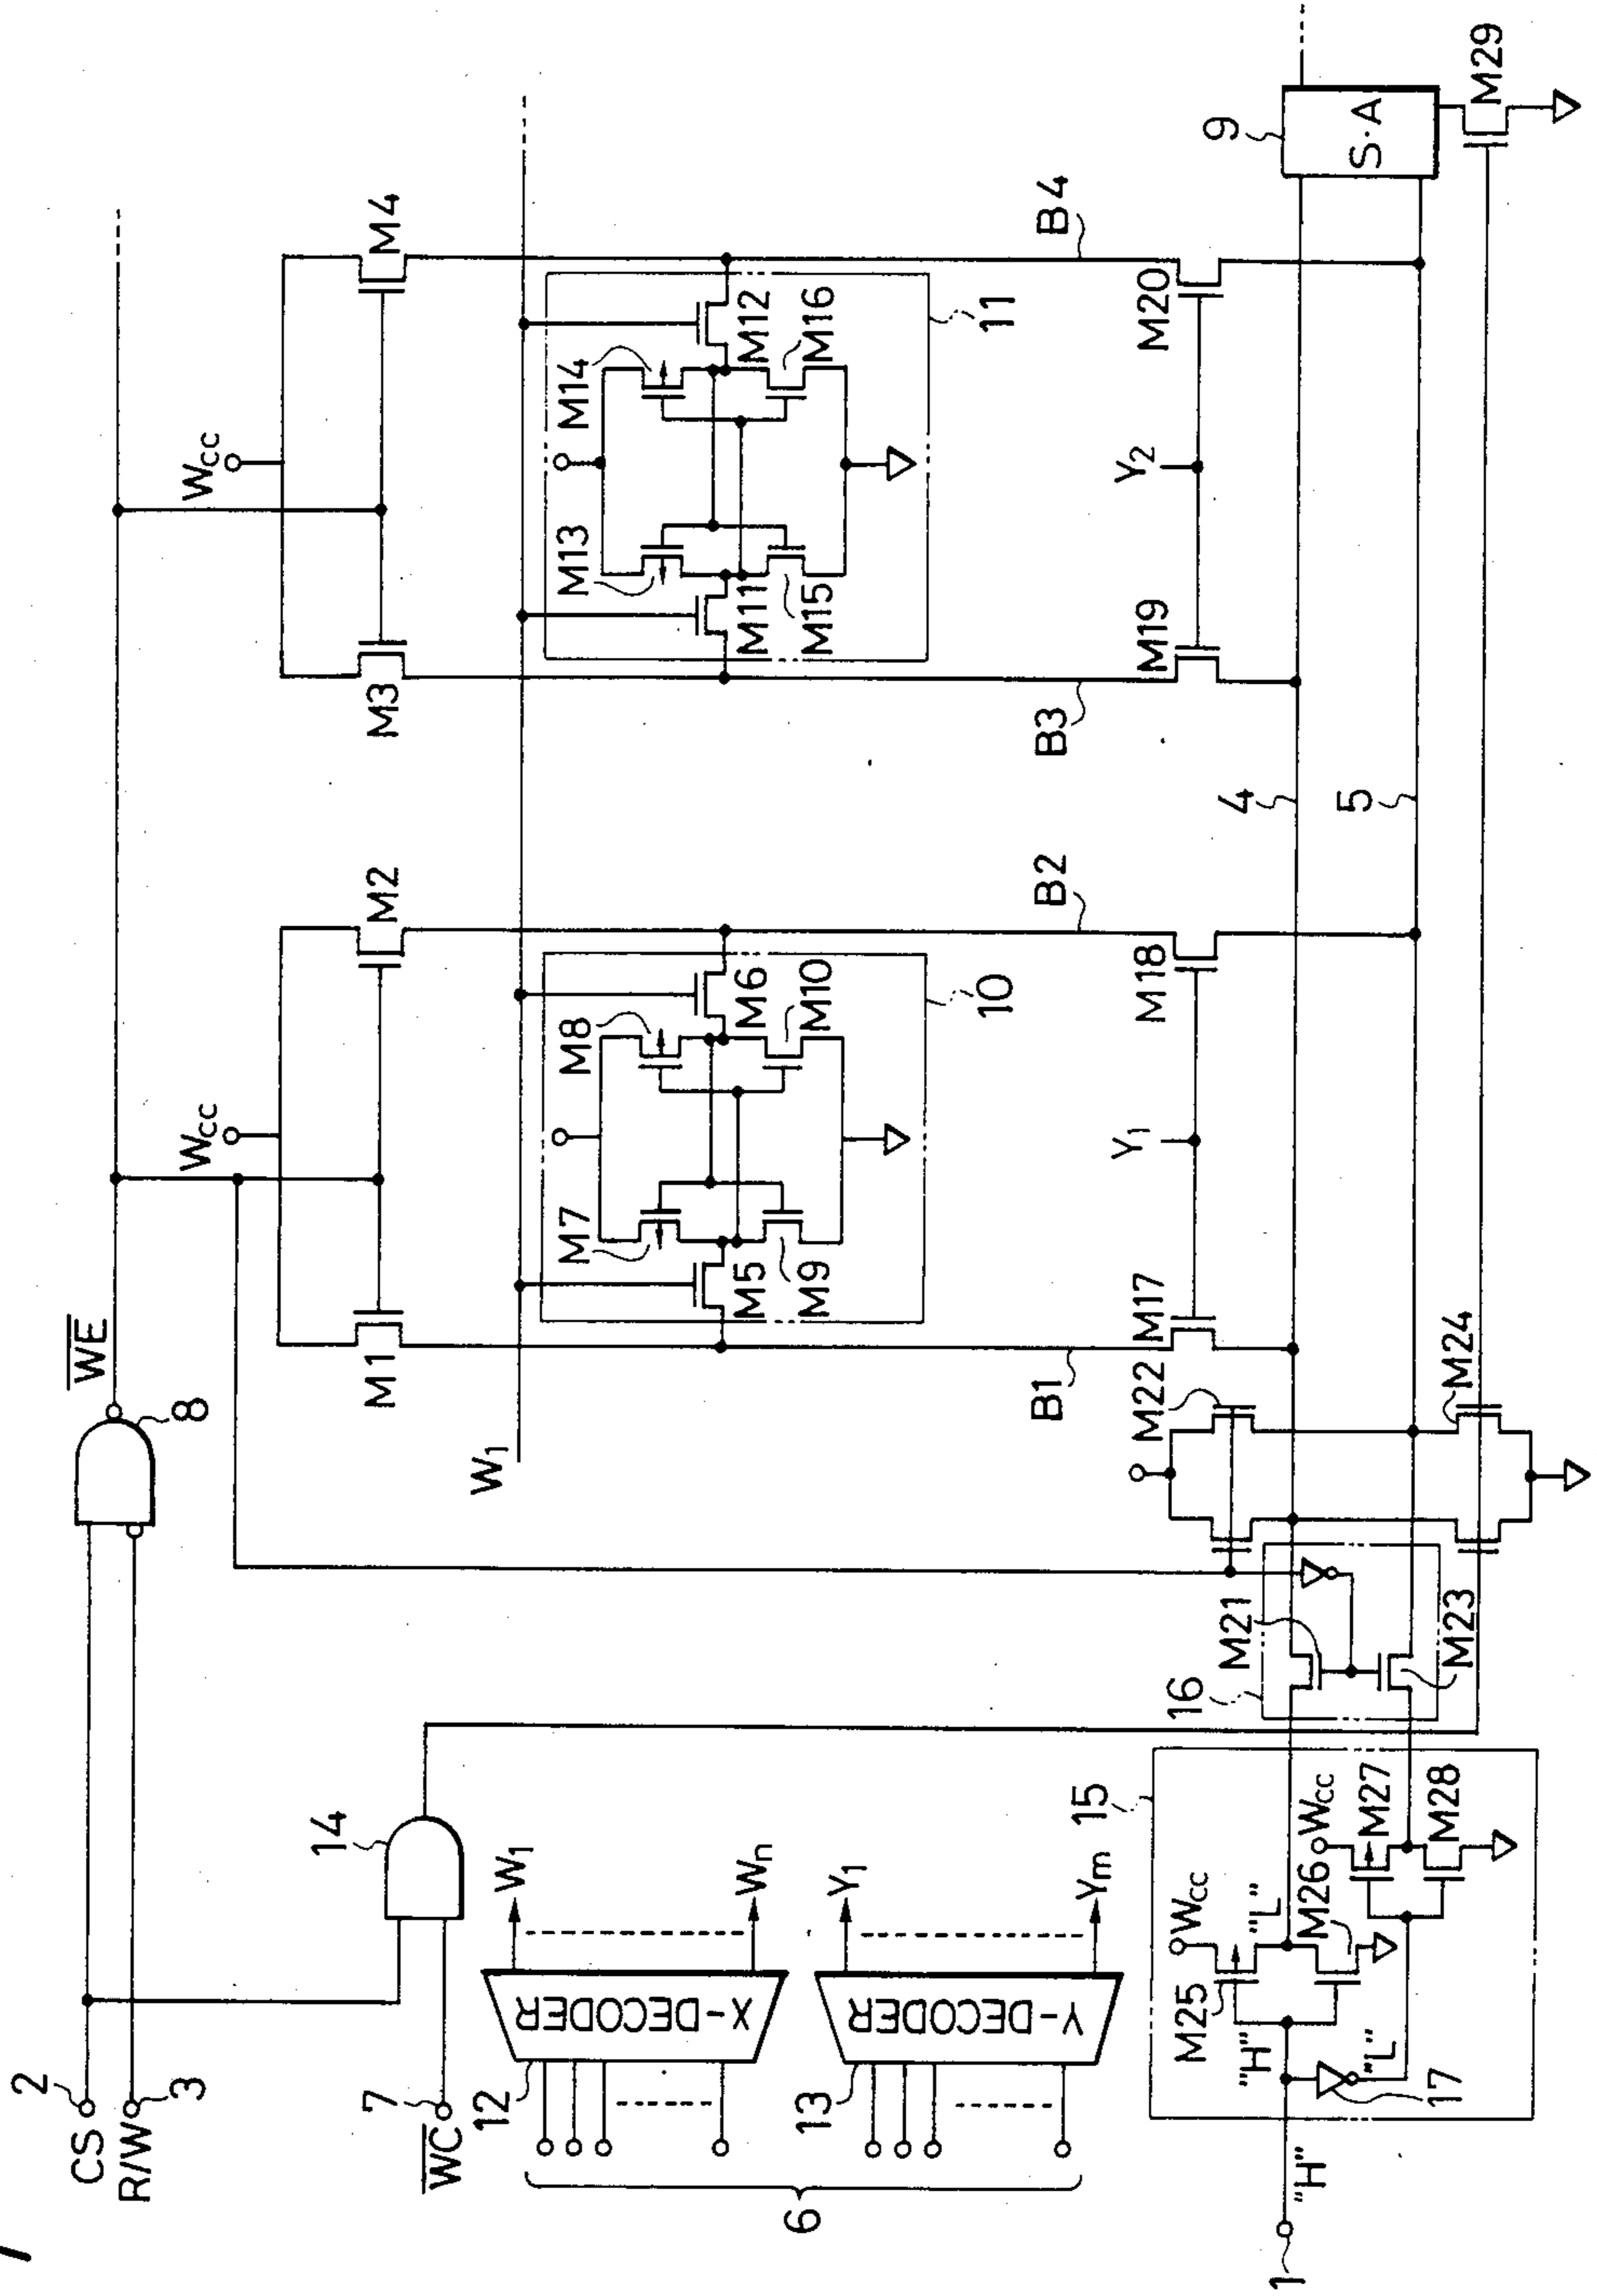 CS
2
R/W
3
8
WE
14
WC
7
12
X-DECODER
W1
Wn
13
Y-DECODER
Y1
Ym
6
Wcc
M1
M2
Wcc
M3
M4
W1
M7
M8
M5
M6
M9
M10
10
M13
M14
M11
M12
M15
M16
11
B1
B2
B3
B4
M17
Y1
M18
M19
Y2
M20
M22
M21
16
M23
M24
4
5
9
S·A
M29
15
Wcc
M25
"H"
"L"
M26
Wcc
M27
M28
"L"
17
"H"
1